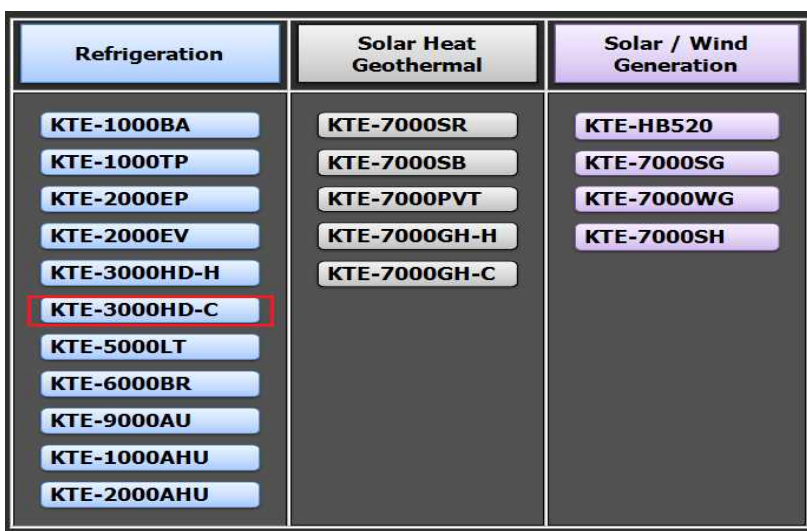 Refrigeration
Solar Heat
Geothermal
Solar / Wind
Generation
KTE-1000BA
KTE-1000TP
KTE-2000EP
KTE-2000EV
KTE-3000HD-H
KTE-3000HD-C
KTE-5000LT
KTE-6000BR
KTE-9000AU
KTE-1000AHU
KTE-2000AHU
KTE-7000SR
KTE-7000SB
KTE-7000PVT
KTE-7000GH-H
KTE-7000GH-C
KTE-HB520
KTE-7000SG
KTE-7000WG
KTE-7000SH